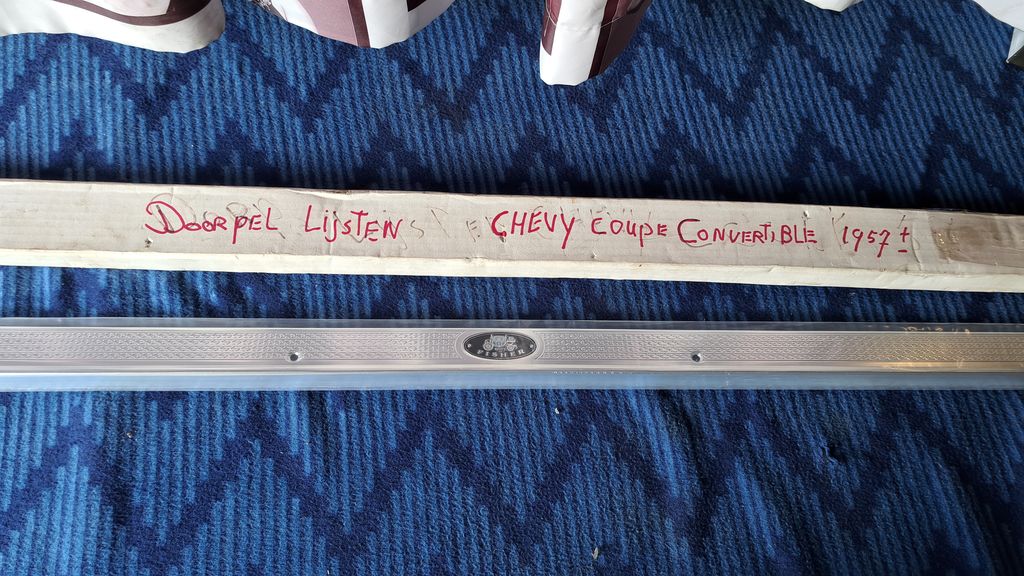 DOORPEL LIJSTEN CHEVY COUPE CONVERTIBLE 1957 ±
FISHER